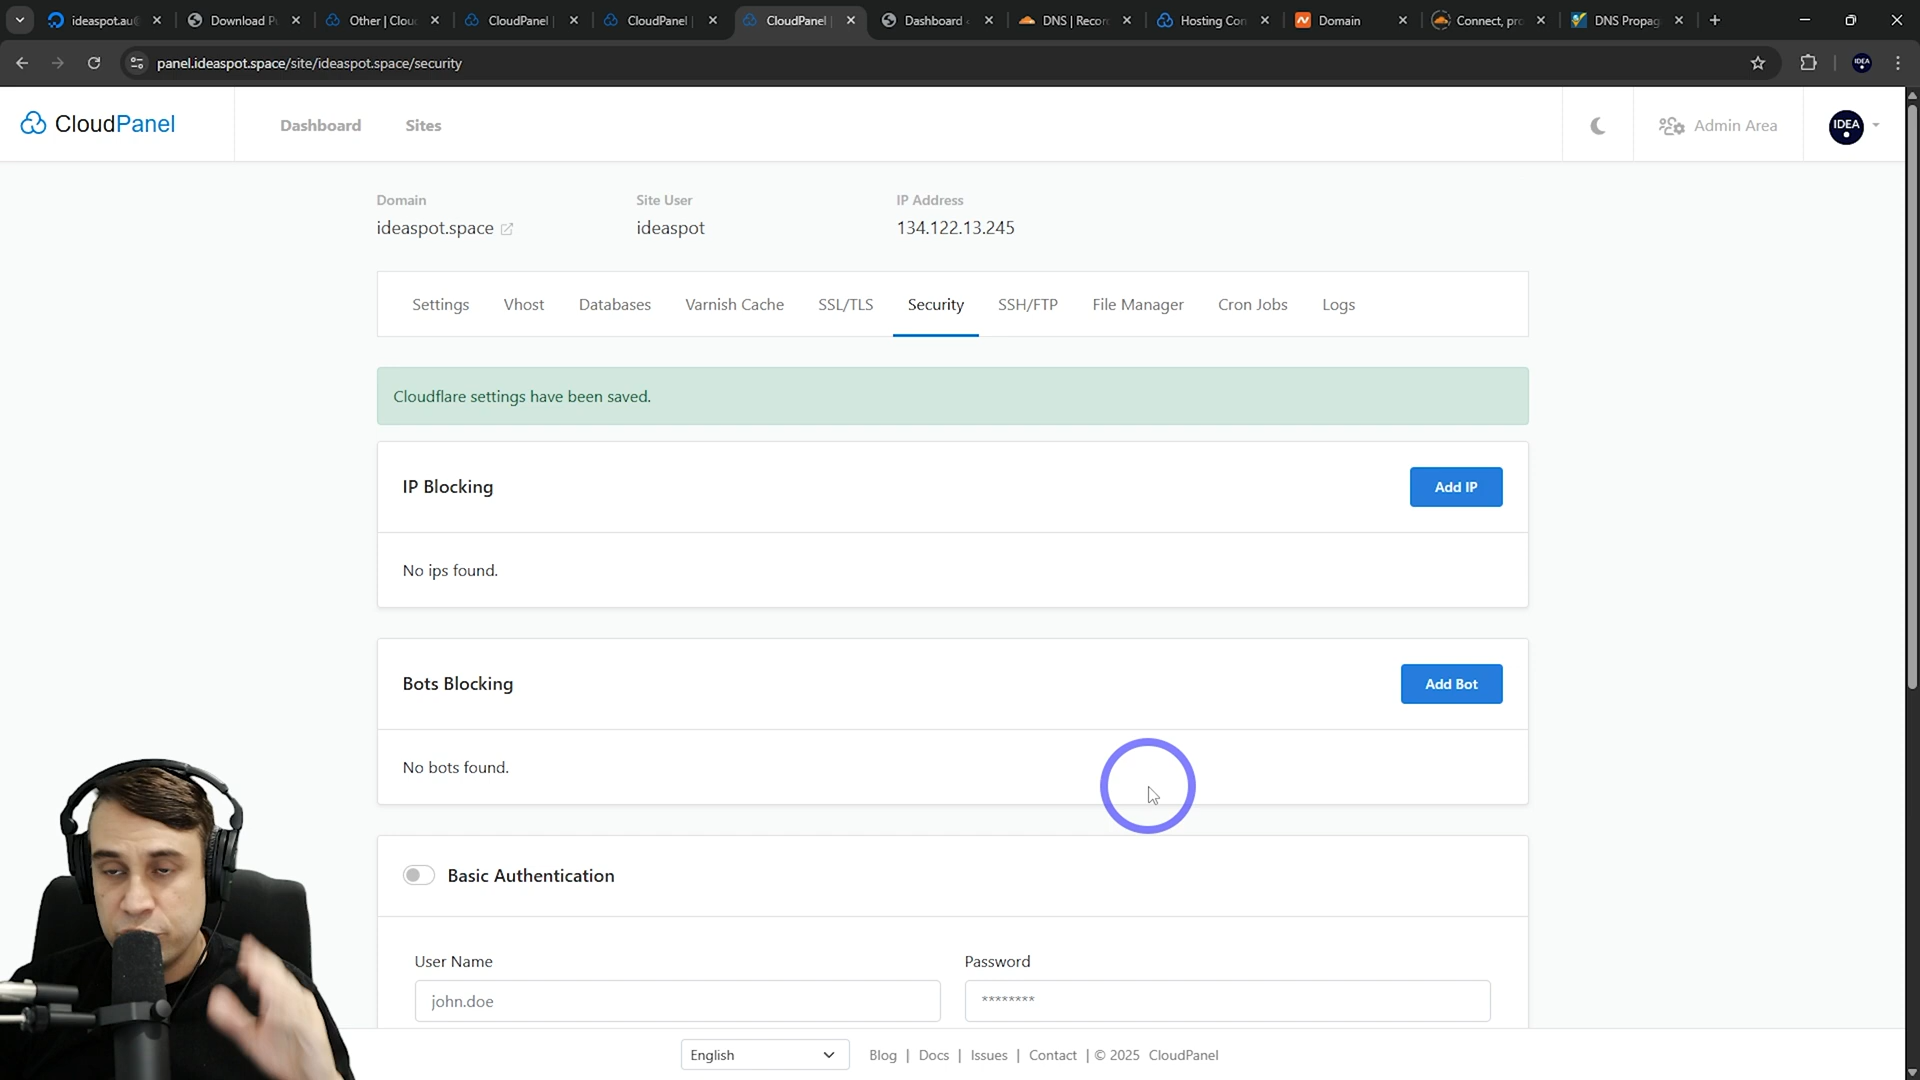 ideaspot.au
Download P
Other | Clou
CloudPanel |
CloudPanel |
CloudPanel |
Dashboard
DNS | Recor
Hosting Con
Domain
Connect, pro
DNS Propag
panel.ideaspot.space/site/ideaspot.space/security
IDEA
CloudPanel
Dashboard
Sites
Admin Area
IDEA
Domain
Site User
IP Address
ideaspot.space
ideaspot
134.122.13.245
Settings
Vhost
Databases
Varnish Cache
SSL/TLS
Security
SSH/FTP
File Manager
Cron Jobs
Logs
Cloudflare settings have been saved.
IP Blocking
Add IP
No ips found.
Bots Blocking
Add Bot
No bots found.
Basic Authentication
User Name
Password
john.doe
********
English
Blog | Docs | Issues | Contact | © 2025 CloudPanel